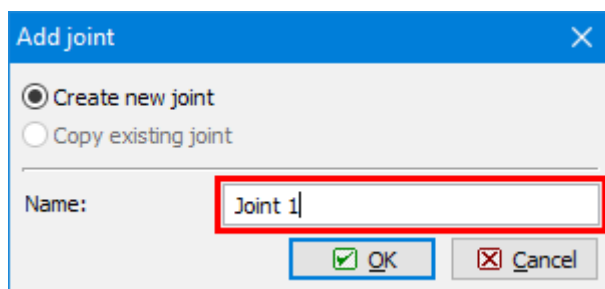 Add joint
Create new joint
Copy existing joint
Name: Joint 1
OK Cancel